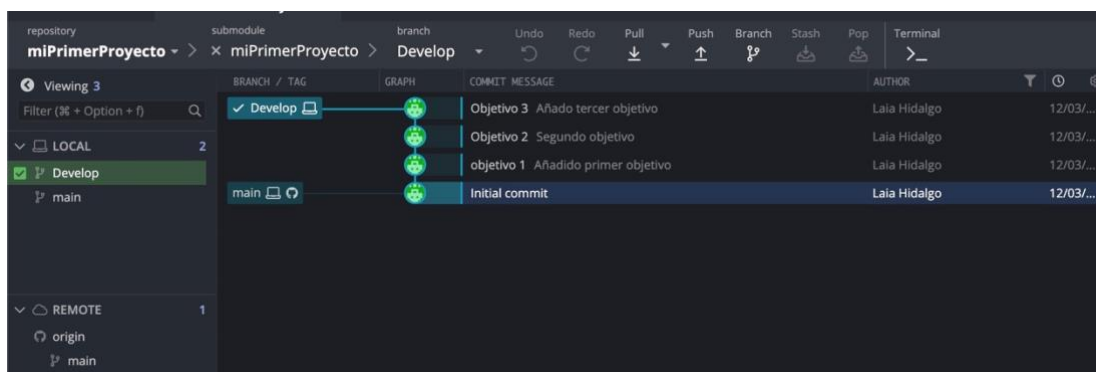 repository submodule branch Undo Redo Pull Push Branch Stash Pop Terminal
miPrimerProyecto > × miPrimerProyecto > Develop
Viewing 3 BRANCH / TAG GRAPH COMMIT MESSAGE AUTHOR
Filter (⌘ + Option + f) Develop Objetivo 3 Añado tercer objetivo Laia Hidalgo 12/03/...
Objetivo 2 Segundo objetivo Laia Hidalgo 12/03/...
LOCAL 2
objetivo 1 Añadido primer objetivo Laia Hidalgo 12/03/...
Develop
main main Initial commit Laia Hidalgo 12/03/...
REMOTE 1
origin
main